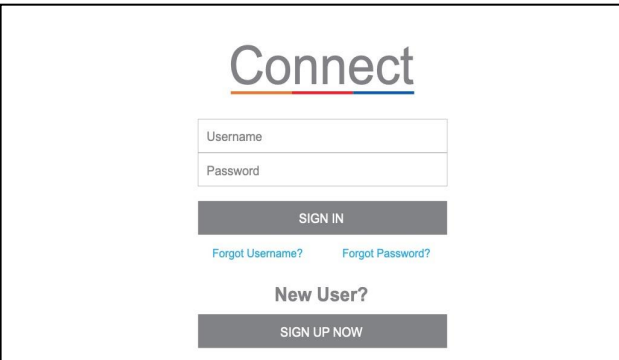 Connect
Username
Password
SIGN IN
Forgot Username? Forgot Password?
New User?
SIGN UP NOW